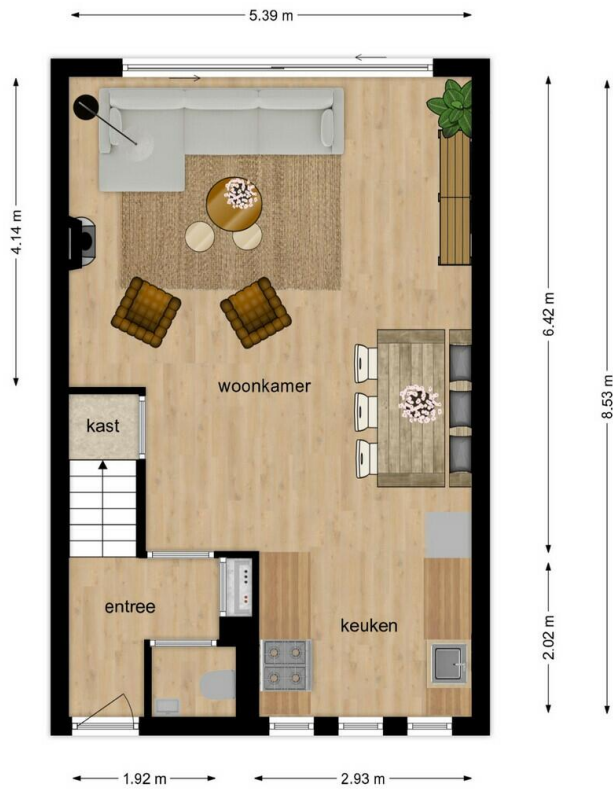 5.39 m
4.14 m
6.42 m
8.53 m
woonkamer
kast
entree
keuken
2.02 m
1.92 m
2.93 m